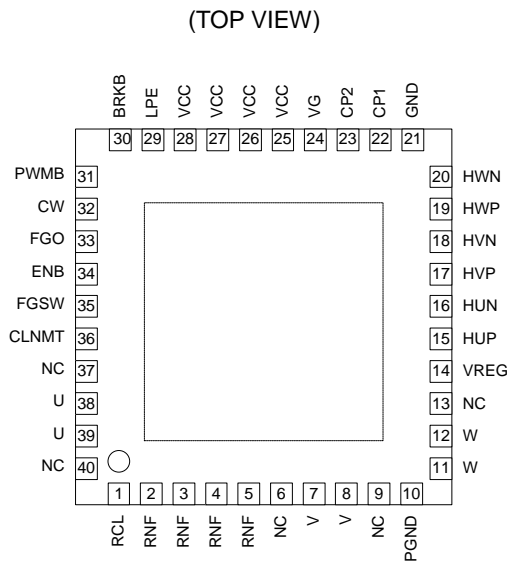 (TOP VIEW)
BRKB LPE VCC VCC VCC VCC VG CP2 CP1 GND
30 29 28 27 26 25 24 23 22 21
PWMB 31 20 HWN
CW 32 19 HWP
FGO 33 18 HVN
ENB 34 17 HVP
FGSW 35 16 HUN
CLNMT 36 15 HUP
NC 37 14 VREG
U 38 13 NC
U 39 12 W
NC 40 11 W
1 2 3 4 5 6 7 8 9 10
RCL RNF RNF RNF RNF NC V V NC PGND